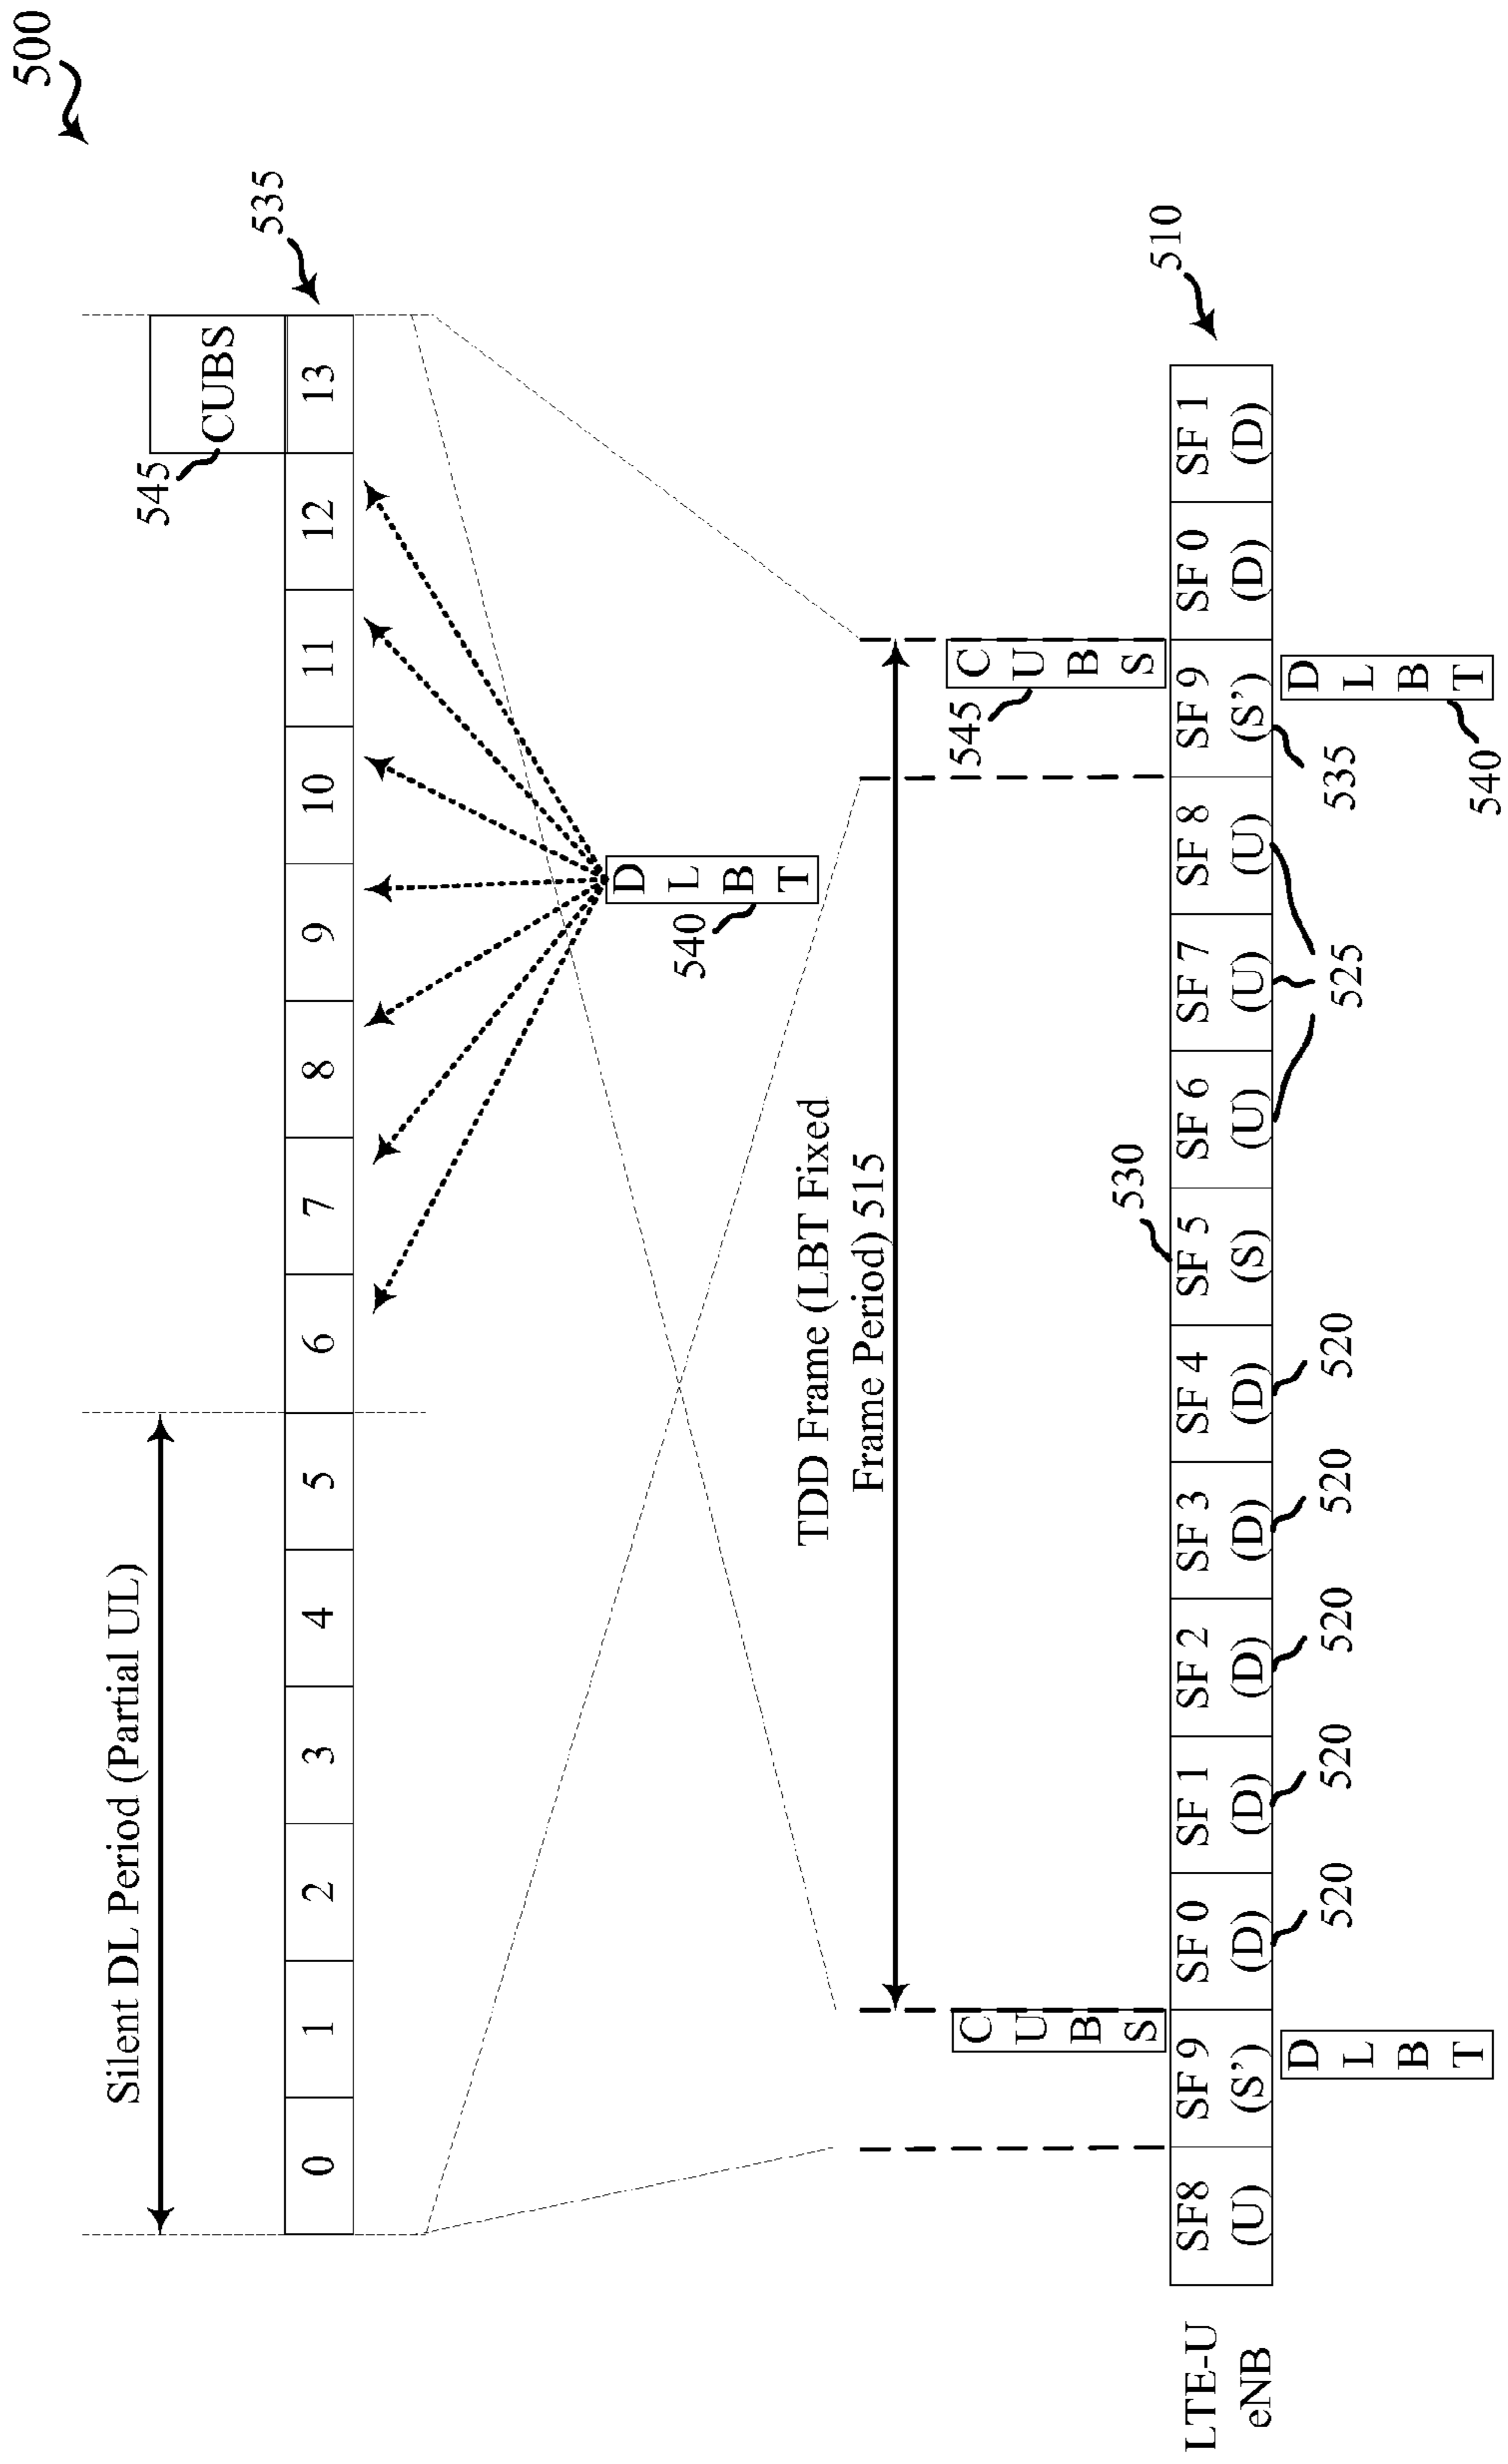 500
Silent DL Period (Partial UL)
545
CUBS
535
0 1 2 3 4 5 6 7 8 9 10 11 12 13
540
D
L
B
T
TDD Frame (LBT Fixed
Frame Period) 515
C
U
B
S
545
C
U
B
S
530
510
LTE-U
eNB
SF8
(U)
SF 9
(S’)
SF 0
(D)
SF 1
(D)
SF 2
(D)
SF 3
(D)
SF 4
(D)
SF 5
(S)
SF 6
(U)
SF 7
(U)
SF 8
(U)
SF 9
(S’)
SF 0
(D)
SF 1
(D)
D
L
B
T
520
520
520
520
520
525
535
540
D
L
B
T